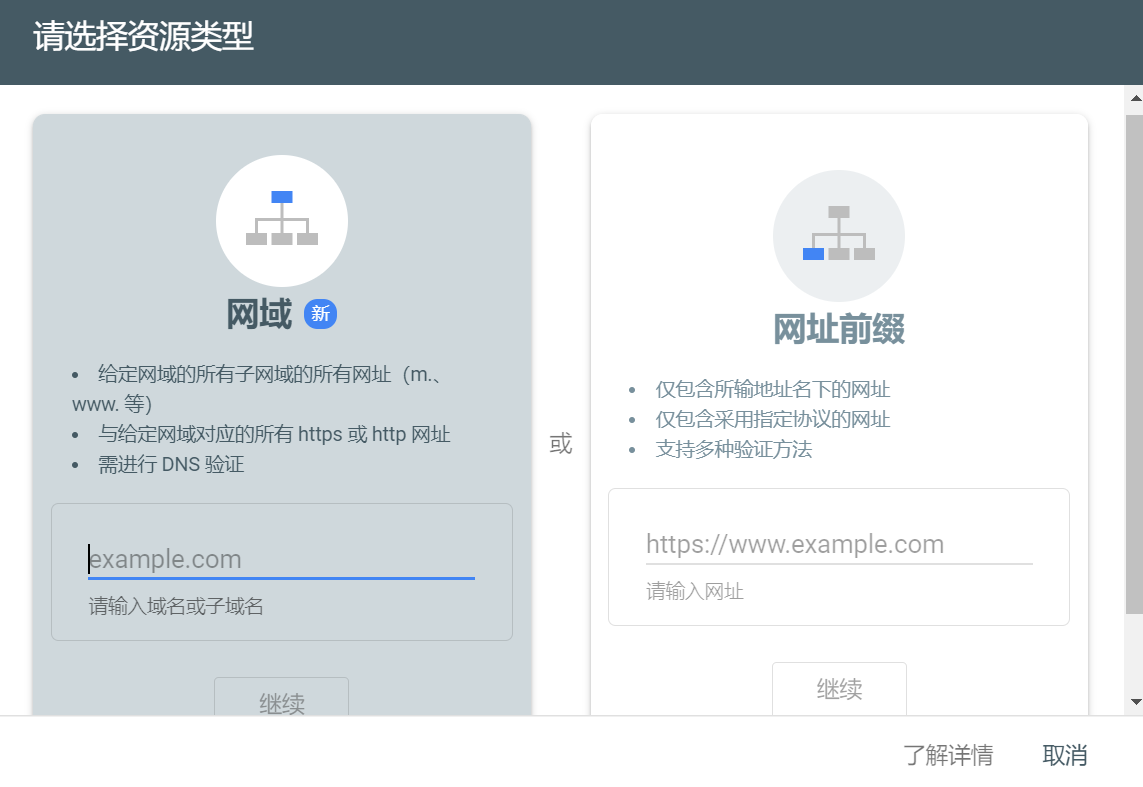 请选择资源类型
网域 新
• 给定网域的所有子网域的所有网址（m.、
www. 等）
• 与给定网域对应的所有 https 或 http 网址
• 需进行 DNS 验证
example.com
请输入域名或子域名
继续
或
网址前缀
• 仅包含所输地址名下的网址
• 仅包含采用指定协议的网址
• 支持多种验证方法
https://www.example.com
请输入网址
继续
了解详情 取消